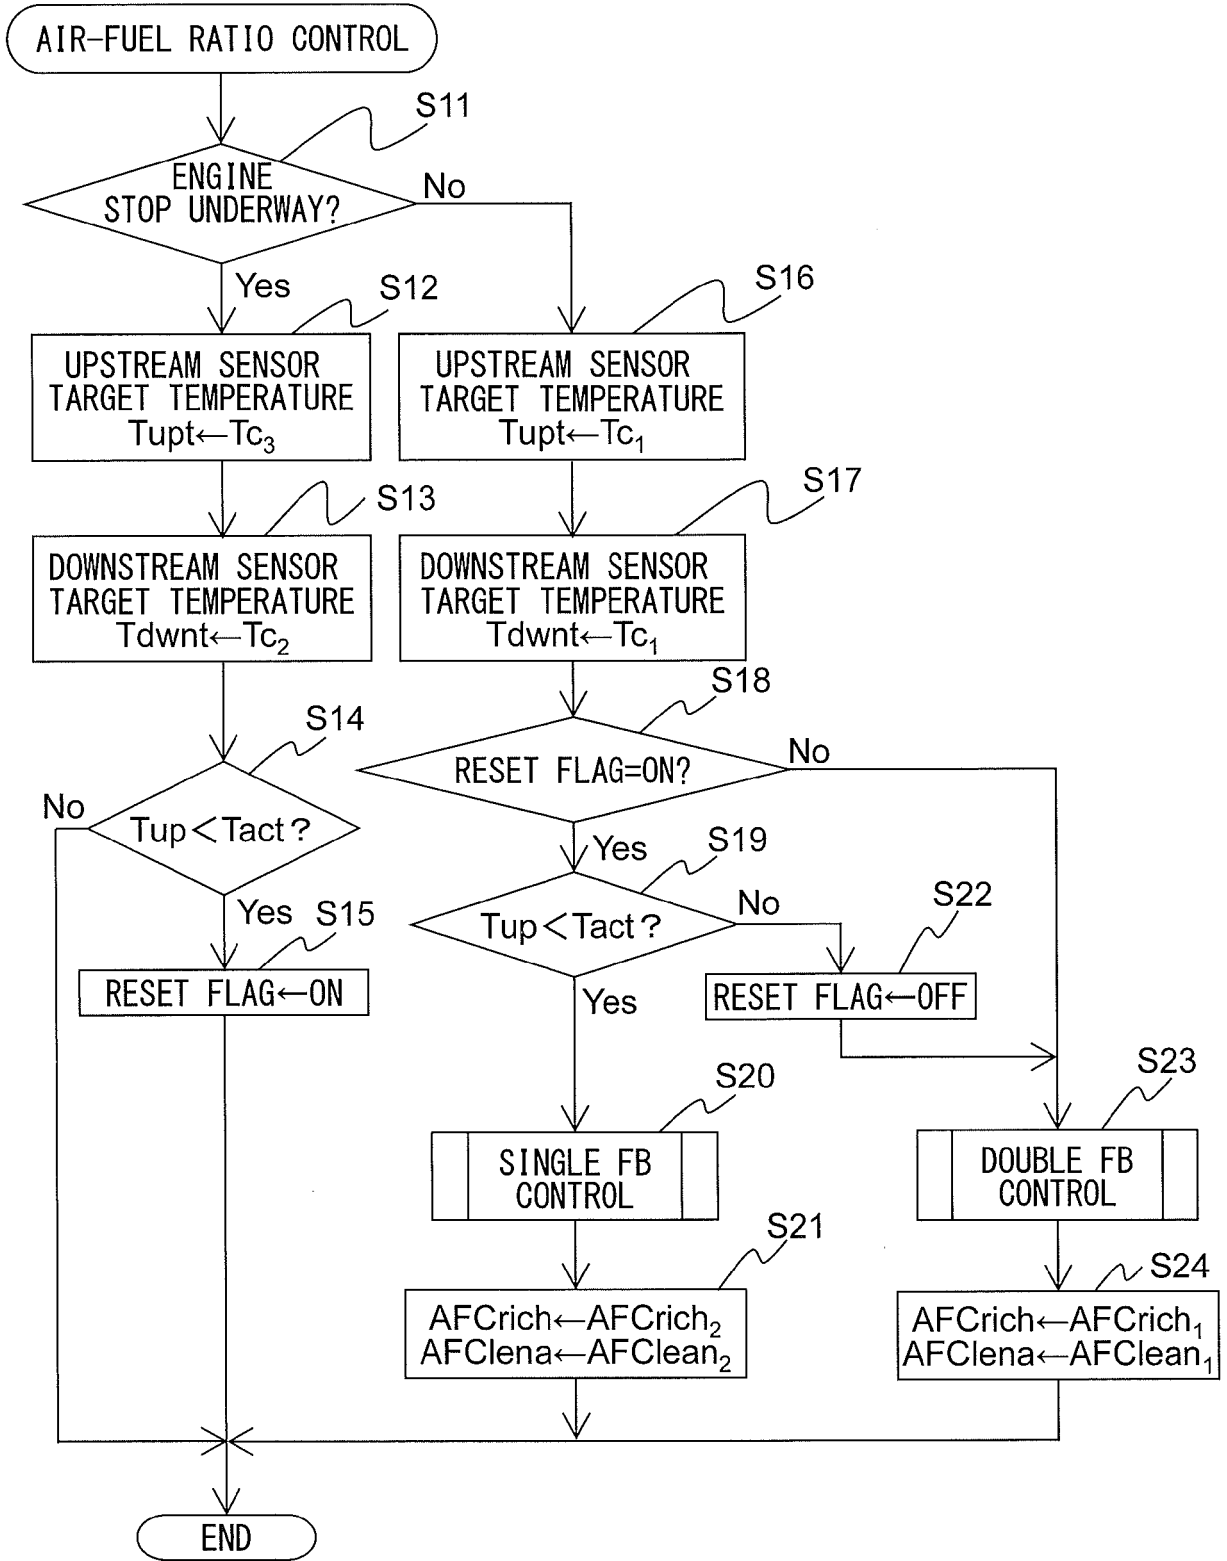 AIR-FUEL RATIO CONTROL
S11
ENGINE
STOP UNDERWAY?
No
Yes
S12
UPSTREAM SENSOR
TARGET TEMPERATURE
Tupt←Tc₃
S13
DOWNSTREAM SENSOR
TARGET TEMPERATURE
Tdwnt←Tc₂
S14
No
Tup<Tact?
Yes
S15
RESET FLAG←ON
S16
UPSTREAM SENSOR
TARGET TEMPERATURE
Tupt←Tc₁
S17
DOWNSTREAM SENSOR
TARGET TEMPERATURE
Tdwnt←Tc₁
S18
RESET FLAG=ON?
No
Yes
S19
Tup<Tact?
No
Yes
S22
RESET FLAG←OFF
S20
SINGLE FB
CONTROL
S21
AFCrich←AFCrich₂
AFClena←AFClean₂
S23
DOUBLE FB
CONTROL
S24
AFCrich←AFCrich₁
AFClena←AFClean₁
END